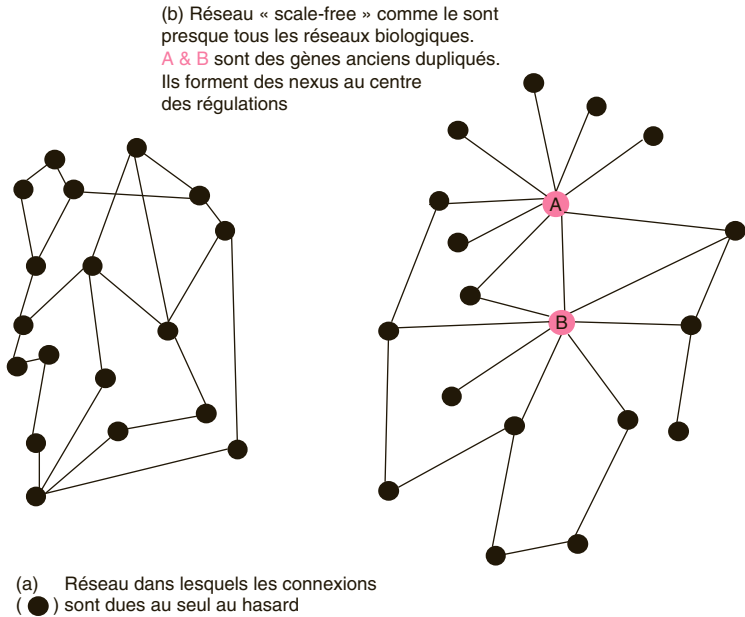 (b) Réseau « scale-free » comme le sont
presque tous les réseaux biologiques.
A & B sont des gènes anciens dupliqués.
Ils forment des nexus au centre
des régulations
A
B
(a) Réseau dans lesquels les connexions
( ) sont dues au seul au hasard